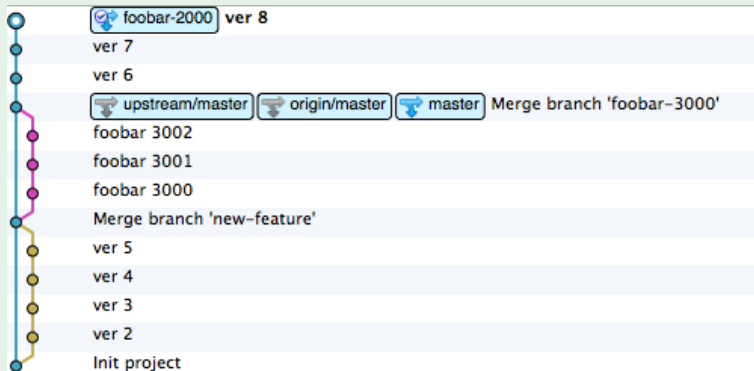 foobar-2000 ver 8
ver 7
ver 6
upstream/master origin/master master Merge branch 'foobar-3000'
foobar 3002
foobar 3001
foobar 3000
Merge branch 'new-feature'
ver 5
ver 4
ver 3
ver 2
Init project